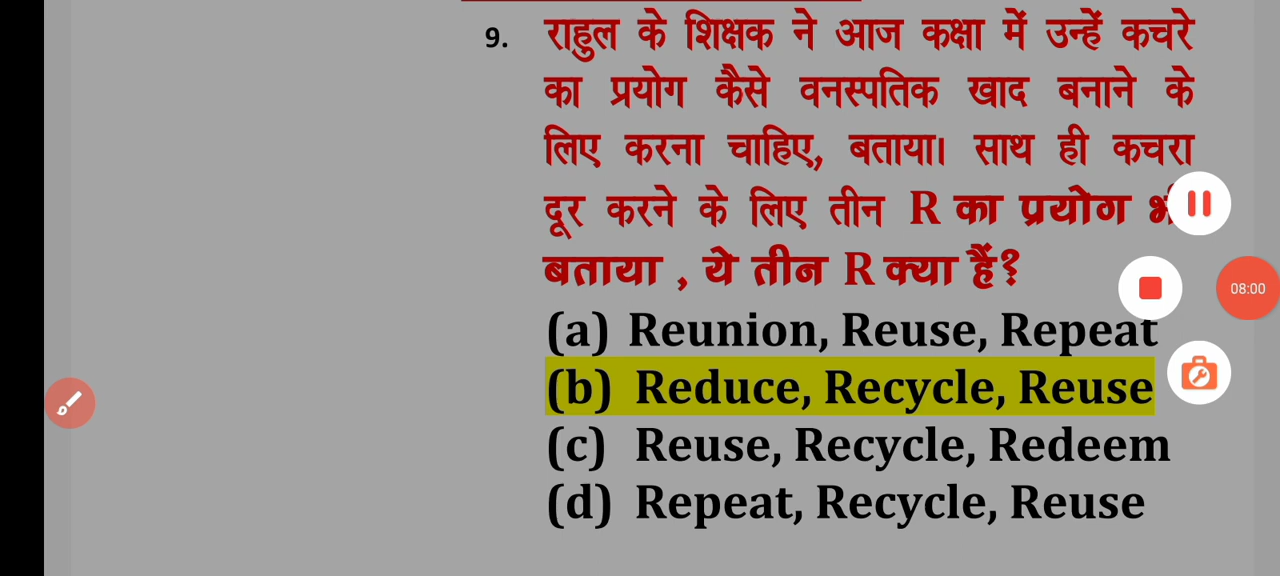 9. राहुल के शिक्षक ने आज कक्षा में उन्हें कचरे
का प्रयोग कैसे वनस्पतिक खाद बनाने के
लिए करना चाहिए, बताया। साथ ही कचरा
दूर करने के लिए तीन R का प्रयोग
बताया , ये तीन R क्या हैं?
08:00
(a) Reunion, Reuse, Repeat
(b) Reduce, Recycle, Reuse
(c) Reuse, Recycle, Redeem
(d) Repeat, Recycle, Reuse